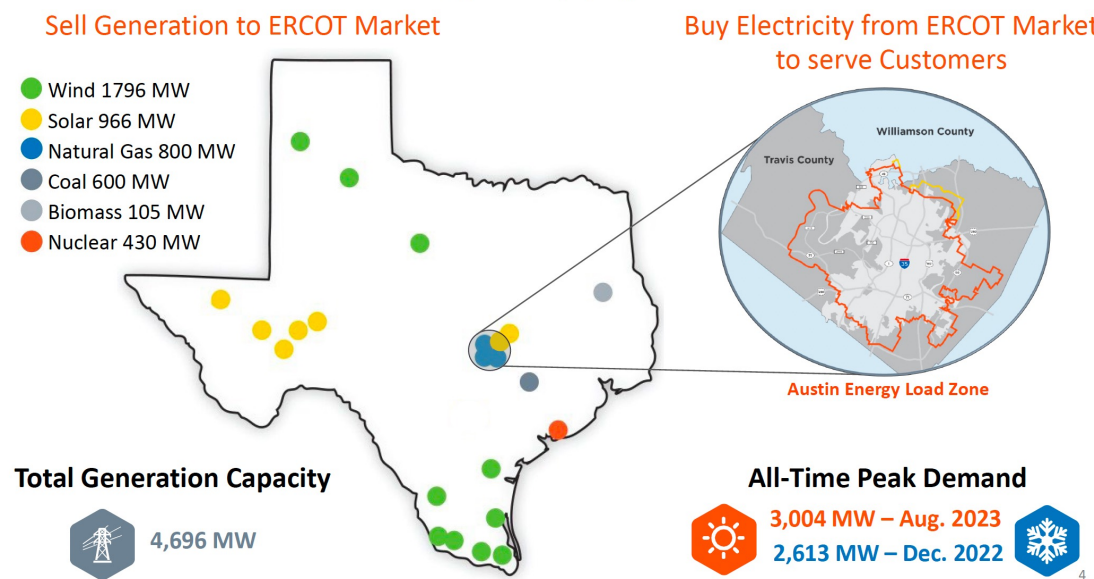 Sell Generation to ERCOT Market
Wind 1796 MW
Solar 966 MW
Natural Gas 800 MW
Coal 600 MW
Biomass 105 MW
Nuclear 430 MW
Total Generation Capacity
4,696 MW
Buy Electricity from ERCOT Market
to serve Customers
Williamson County
Travis County
35
Austin Energy Load Zone
All-Time Peak Demand
3,004 MW – Aug. 2023
2,613 MW – Dec. 2022
4